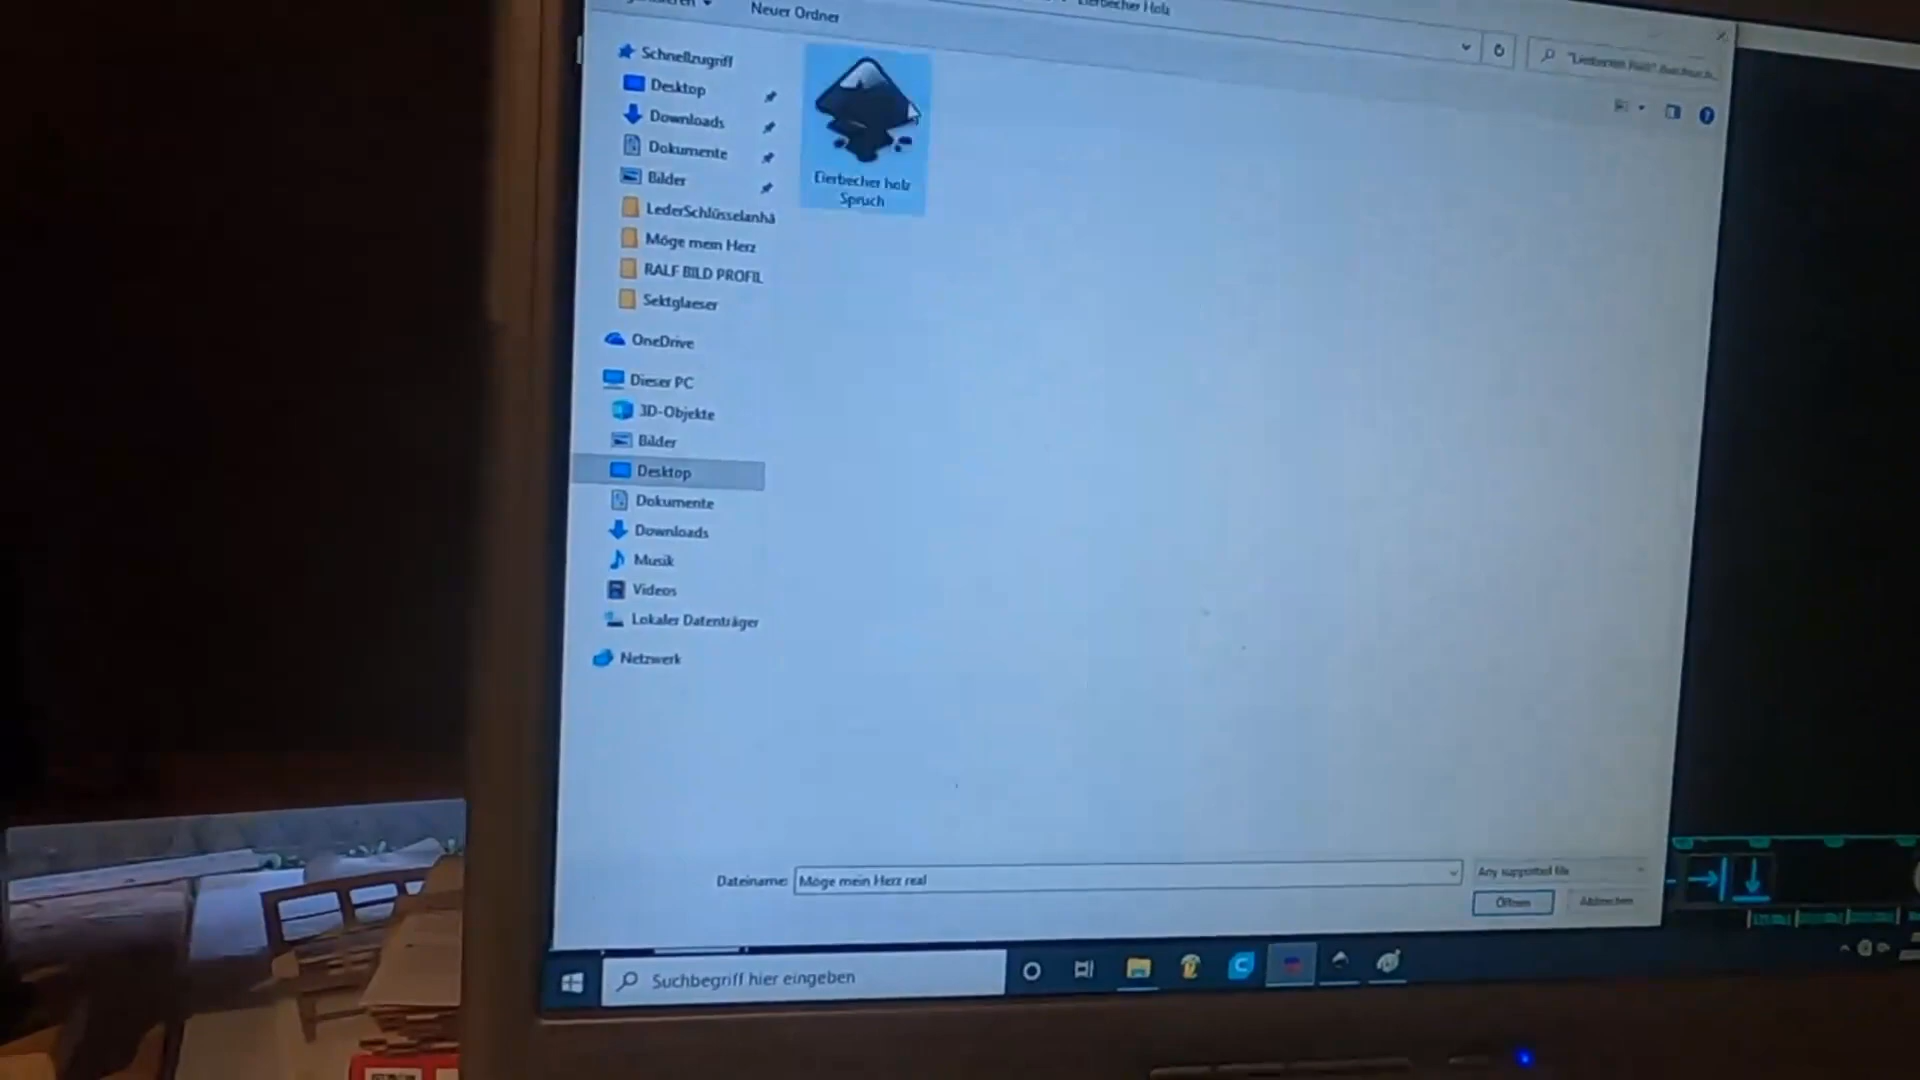 Neuer Ordner
Eierbecher Holz
Schnellzugriff
Desktop
Downloads
Dokumente
Bilder
LederSchlüsselanhä
Möge mein Herz
RALF BILD PROFIL
Sektglaeser
OneDrive
Dieser PC
3D-Objekte
Bilder
Desktop
Dokumente
Downloads
Musik
Videos
Lokaler Datenträger
Netzwerk
Eierbecher holz
Spruch
Dateiname: Möge mein Herz real
Any supported file
Öffnen
Abbrechen
Suchbegriff hier eingeben